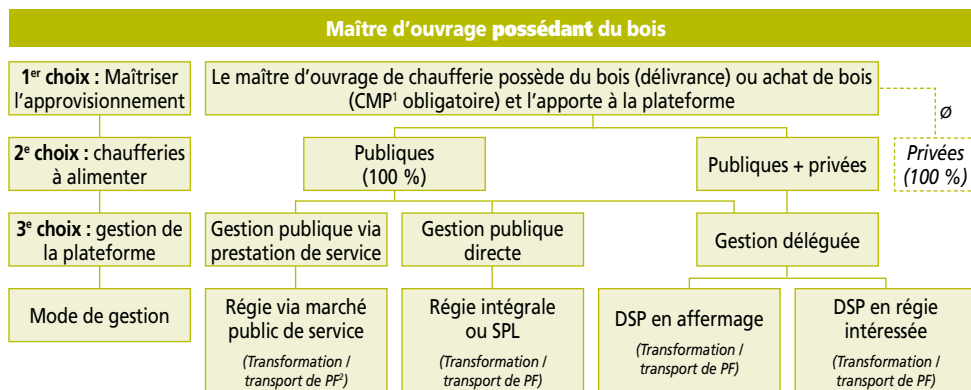 Maître d'ouvrage possédant du bois
1er choix : Maîtriser
l'approvisionnement
Le maître d'ouvrage de chaufferie possède du bois (délivrance) ou achat de bois
(CMP1 obligatoire) et l'apporte à la plateforme
ø
2e choix : chaufferies
à alimenter
Publiques
(100 %)
Publiques + privées
Privées
(100 %)
3e choix : gestion de
la plateforme
Gestion publique via
prestation de service
Gestion publique
directe
Gestion déléguée
Mode de gestion
Régie via marché
public de service
(Transformation /
transport de PF2)
Régie intégrale
ou SPL
(Transformation /
transport de PF)
DSP en affermage
(Transformation /
transport de PF)
DSP en régie
intéressée
(Transformation /
transport de PF)